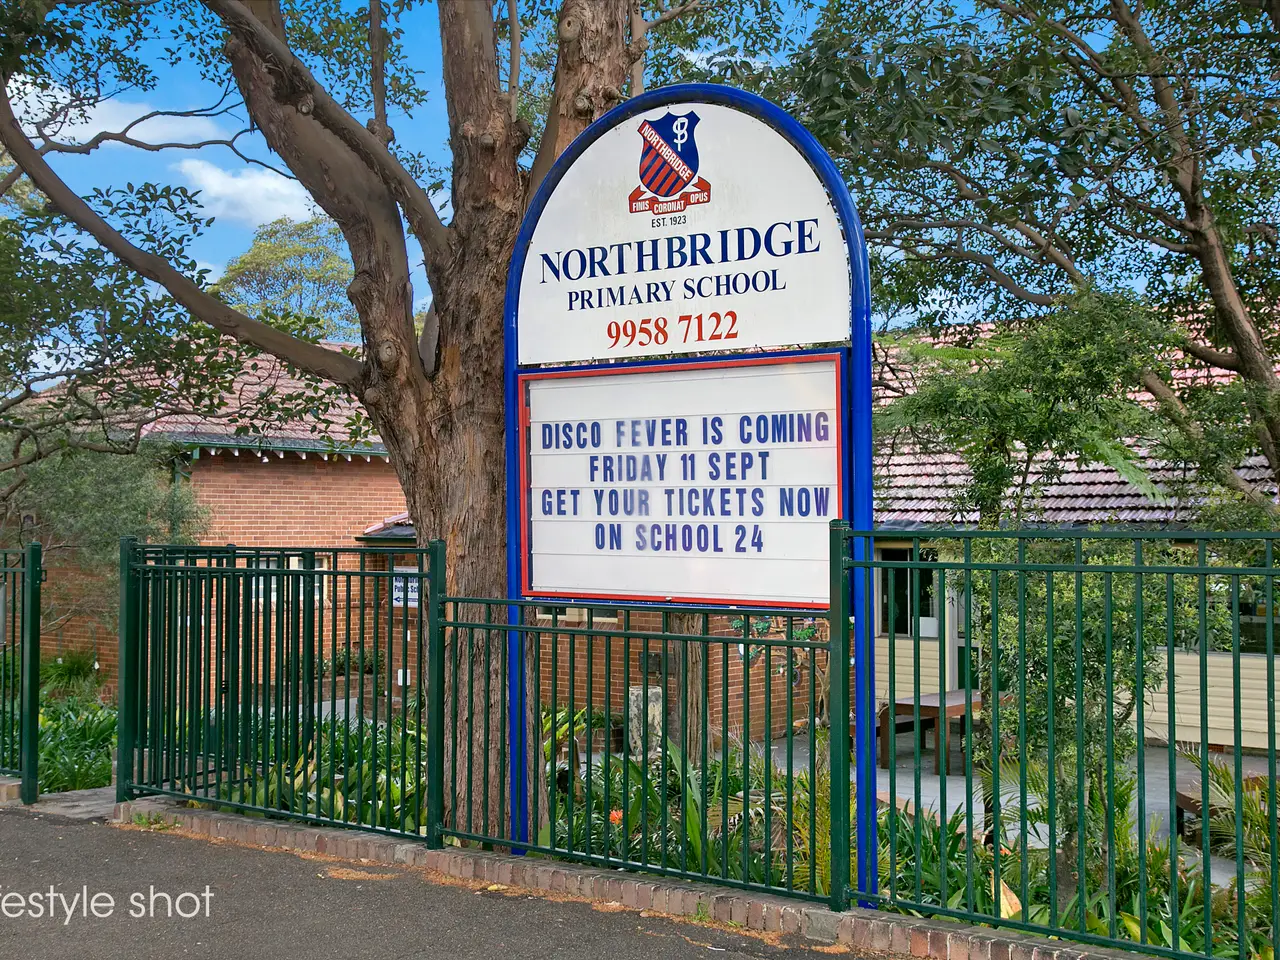 PS
NORTHBRIDGE
FINIS CORONAT OPUS
EST. 1923
NORTHBRIDGE
PRIMARY SCHOOL
9958 7122
DISCO FEVER IS COMING
FRIDAY 11 SEPT
GET YOUR TICKETS NOW
ON SCHOOL 24
festyle shot